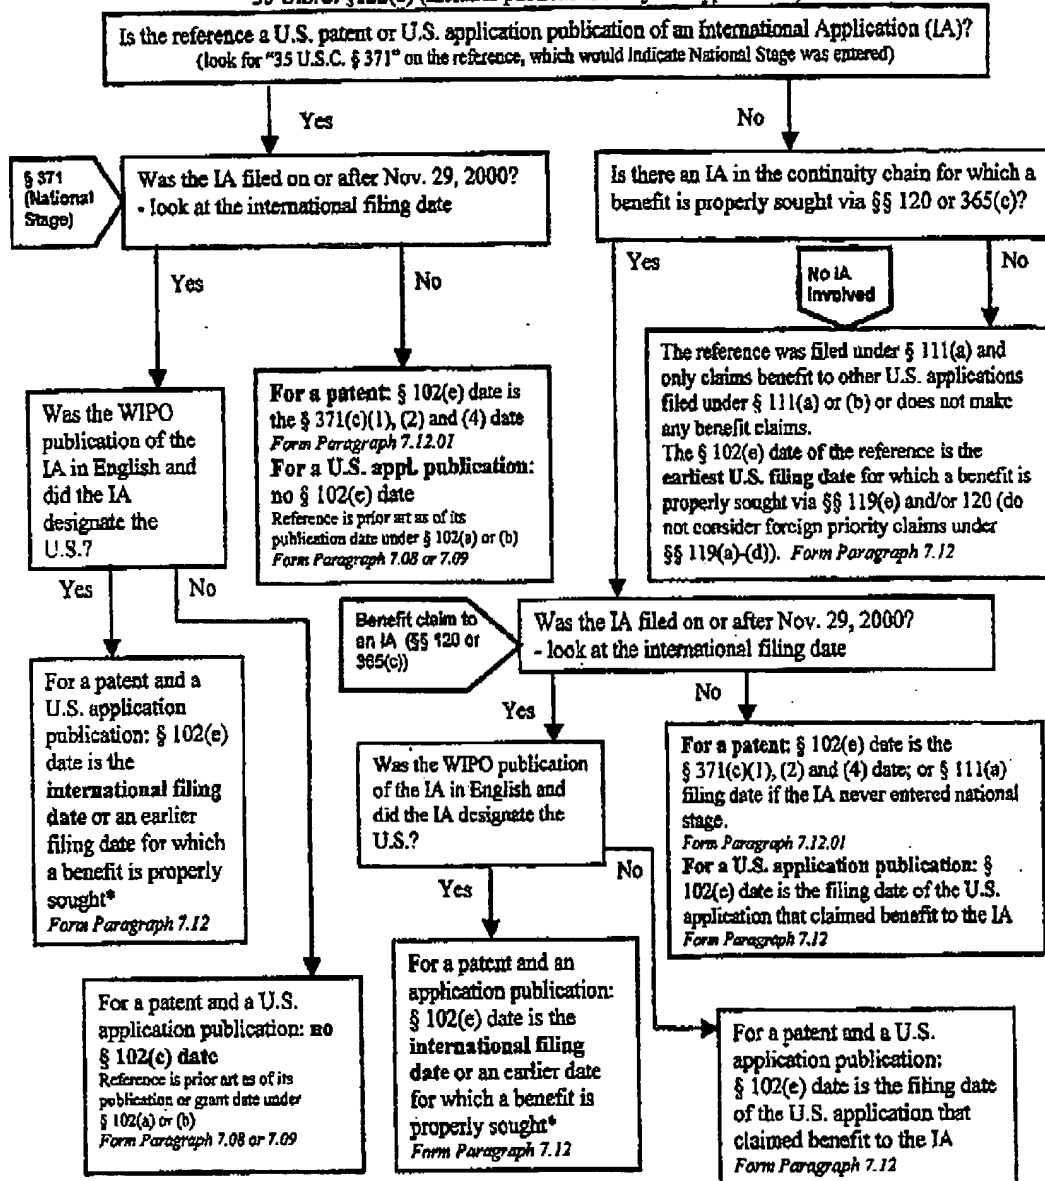 Is the reference a U.S. patent or U.S. application publication of an International Application (IA)?
(look for "35 U.S.C. § 371" on the reference, which would indicate National Stage was entered)
Yes
No
§ 371
(National
Stage)
Was the IA filed on or after Nov. 29, 2000?
- look at the international filing date
Is there an IA in the continuity chain for which a
benefit is properly sought via §§ 120 or 365(c)?
Yes
No
Yes
No IA
Involved
No
Was the WIPO
publication of the
IA in English and
did the IA
designate the
U.S.?
For a patent: § 102(e) date is
the § 371(c)(1), (2) and (4) date
Form Paragraph 7.12.01
For a U.S. appl. publication:
no § 102(e) date
Reference is prior art as of its
publication date under § 102(a) or (b)
Form Paragraph 7.08 or 7.09
The reference was filed under § 111(a) and
only claims benefit to other U.S. applications
filed under § 111(a) or (b) or does not make
any benefit claims.
The § 102(e) date of the reference is the
earliest U.S. filing date for which a benefit is
properly sought via §§ 119(e) and/or 120 (do
not consider foreign priority claims under
§§ 119(a)-(d)). Form Paragraph 7.12
Yes
No
Benefit claim to
an IA (§§ 120 or
365(c))
Was the IA filed on or after Nov. 29, 2000?
- look at the international filing date
Yes
No
For a patent and a
U.S. application
publication: § 102(e)
date is the
international filing
date or an earlier
filing date for which
a benefit is properly
sought*
Form Paragraph 7.12
Was the WIPO publication
of the IA in English and
did the IA designate the
U.S.?
For a patent: § 102(e) date is the
§ 371(c)(1), (2) and (4) date; or § 111(a)
filing date if the IA never entered national
stage.
Form Paragraph 7.12.01
For a U.S. application publication: §
102(e) date is the filing date of the U.S.
application that claimed benefit to the IA
Form Paragraph 7.12
Yes
No
For a patent and a U.S.
application publication: no
§ 102(e) date
Reference is prior art as of its
publication or grant date under
§ 102(a) or (b)
Form Paragraph 7.08 or 7.09
For a patent and an
application publication:
§ 102(e) date is the
international filing
date or an earlier date
for which a benefit is
properly sought*
Form Paragraph 7.12
For a patent and a U.S.
application publication:
§ 102(e) date is the filing date
of the U.S. application that
claimed benefit to the IA
Form Paragraph 7.12